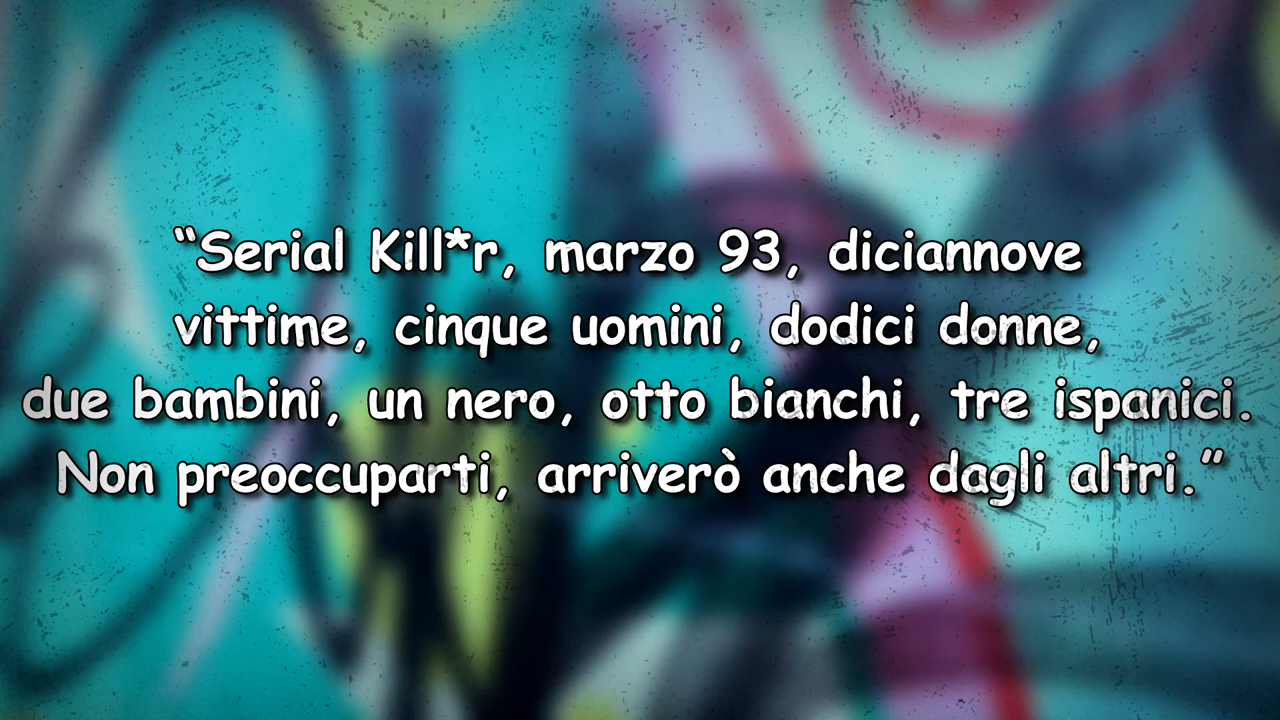 “Serial Kill*r, marzo 93, diciannove
vittime, cinque uomini, dodici donne,
due bambini, un nero, otto bianchi, tre ispanici.
Non preoccuparti, arriverò anche dagli altri.”